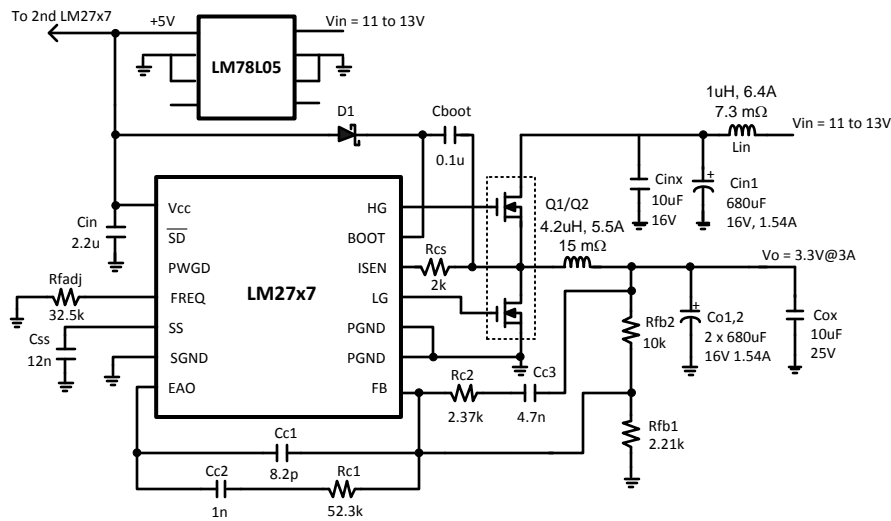 To 2nd LM27x7
+5V
Vin = 11 to 13V
LM78L05
D1
Cboot
0.1u
1uH, 6.4A
7.3 mΩ
Lin
Vin = 11 to 13V
Cinx
10uF
16V
+
Cin1
680uF
16V, 1.54A
Cin
2.2u
Vcc
SD
PWGD
FREQ
SS
SGND
EAO
LM27x7
HG
BOOT
ISEN
LG
PGND
PGND
FB
Rfadj
32.5k
Css
12n
Rcs
2k
Q1/Q2
4.2uH, 5.5A
15 mΩ
Vo = 3.3V@3A
Rfb2
10k
+
Co1,2
2 x 680uF
16V 1.54A
Cox
10uF
25V
Rc2
2.37k
Cc3
4.7n
Rfb1
2.21k
Cc1
8.2p
Cc2
1n
Rc1
52.3k